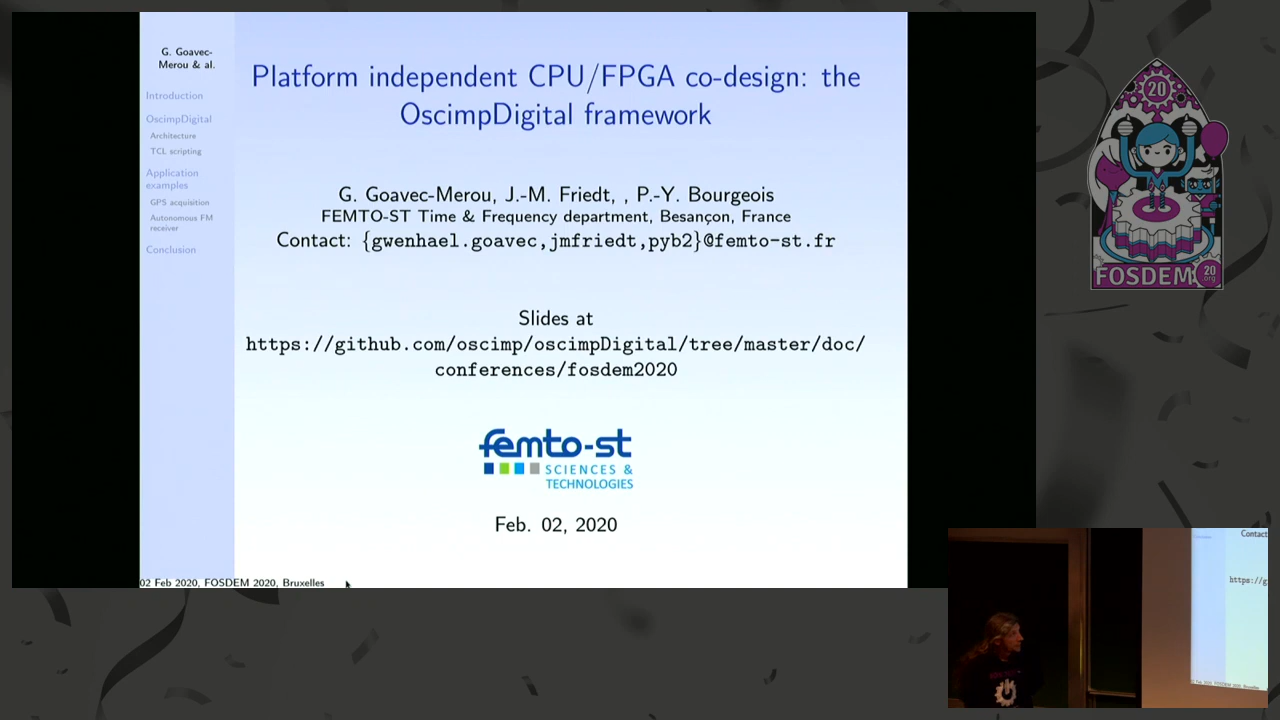 G. Goavec-
Merou & al.
Introduction
OscimpDigital
Architecture
TCL scripting
Application
examples
GPS acquisition
Autonomous FM
receiver
Conclusion
Platform independent CPU/FPGA co-design: the
OscimpDigital framework
G. Goavec-Merou, J.-M. Friedt, , P.-Y. Bourgeois
FEMTO-ST Time & Frequency department, Besançon, France
Contact: {gwenhael.goavec,jmfriedt,pyb2}@femto-st.fr
Slides at
https://github.com/oscimp/oscimpDigital/tree/master/doc/
conferences/fosdem2020
femto-st
SCIENCES &
TECHNOLOGIES
Feb. 02, 2020
02 Feb 2020, FOSDEM 2020, Bruxelles
20
FOSDEM
20
.org
Contact
https://g